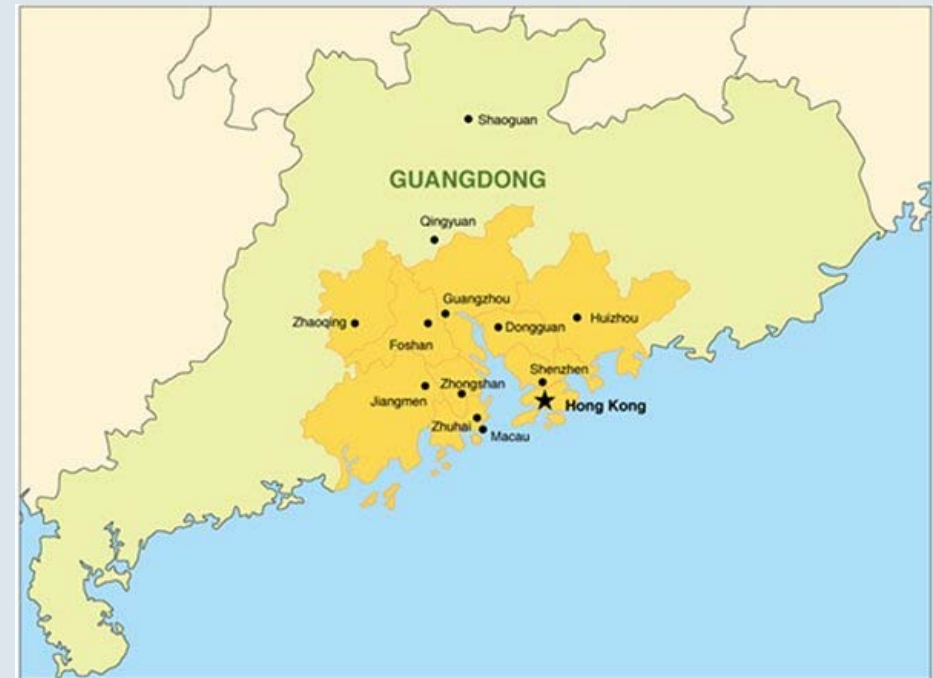 Shaoguan
GUANGDONG
Qingyuan
Guangzhou
Zhaoqing
Huizhou
Dongguan
Foshan
Shenzhen
Zhongshan
Jiangmen
Hong Kong
Zhuhai
Macau